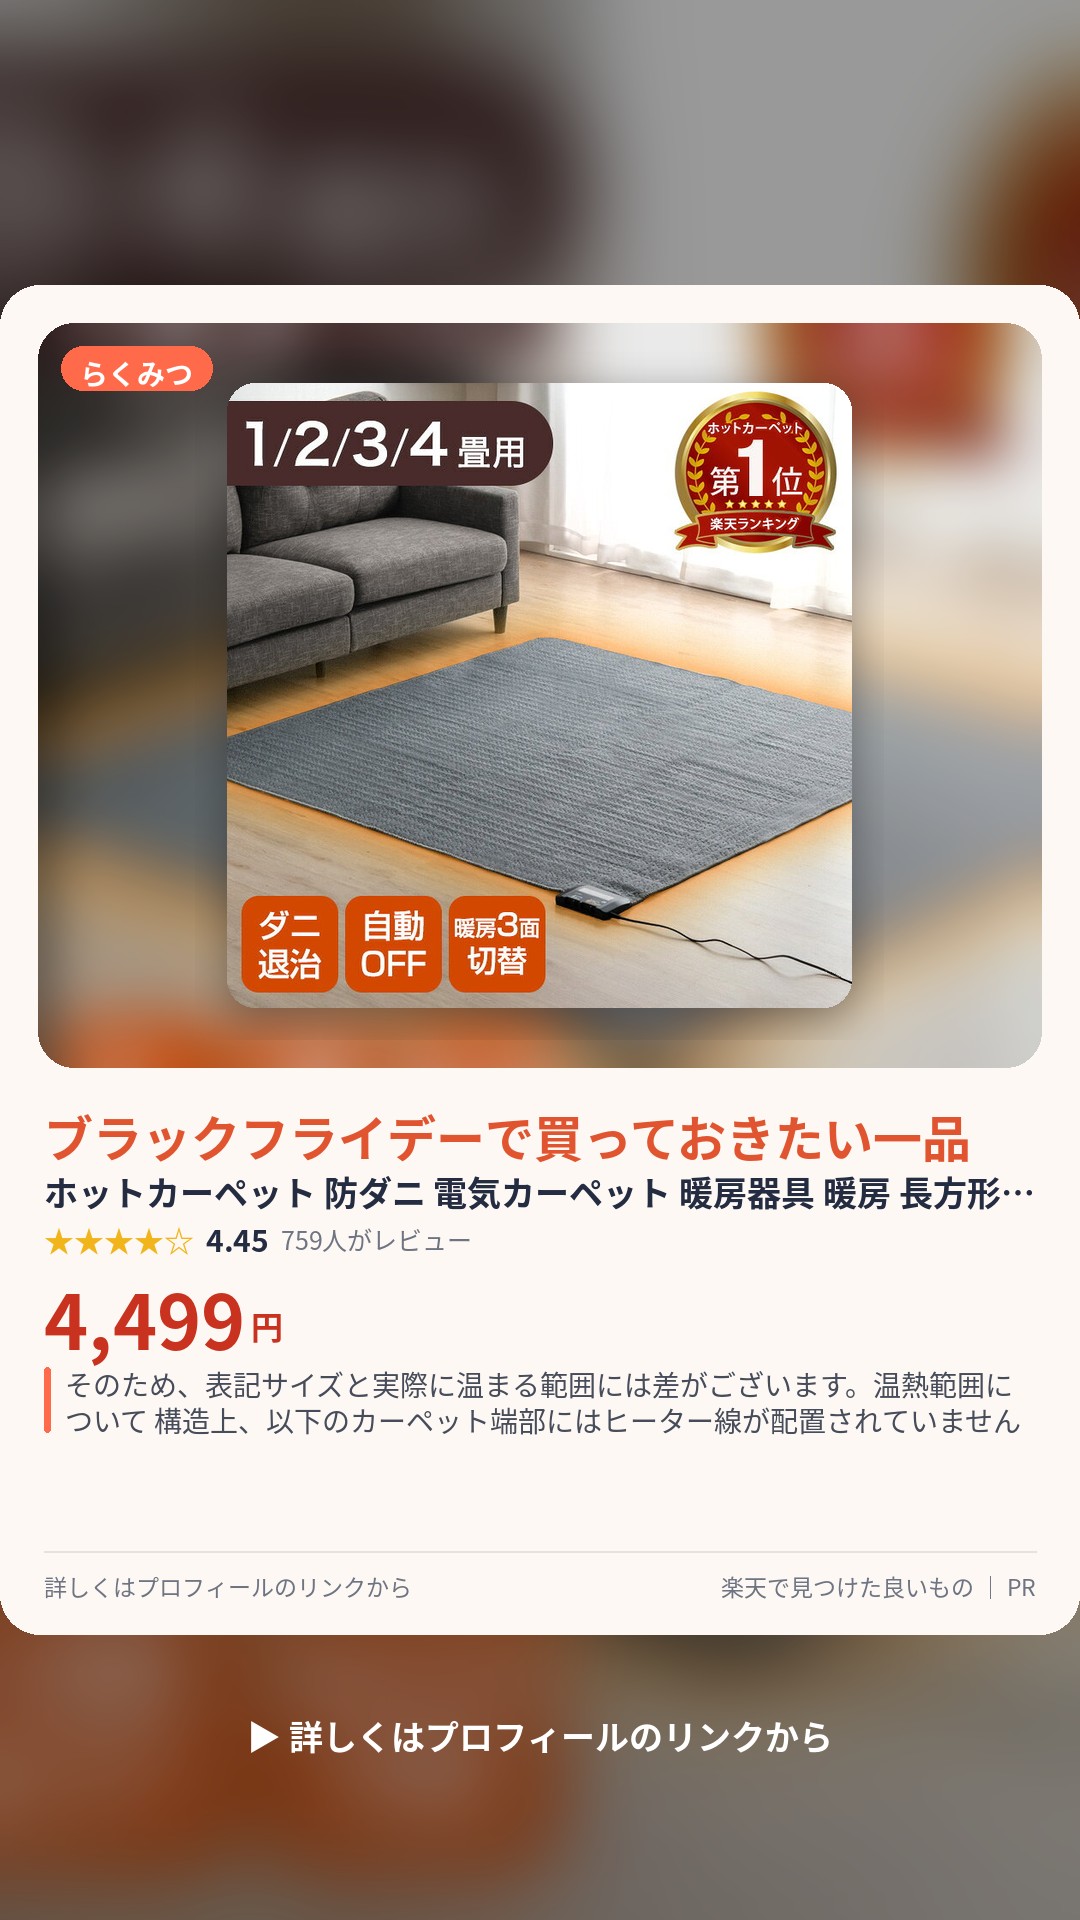 らくみつ
1/2/3/4畳用
ホットカーペット
第1位
楽天ランキング
ダニ
退治
自動
OFF
暖房3面
切替
ブラックフライデーで買っておきたい一品
ホットカーペット 防ダニ 電気カーペット 暖房器具 暖房 長方形…
★★★★☆ 4.45 759人がレビュー
4,499円
そのため、表記サイズと実際に温まる範囲には差がございます。温熱範囲に
ついて 構造上、以下のカーペット端部にはヒーター線が配置されていません
詳しくはプロフィールのリンクから
楽天で見つけた良いもの ｜ PR
▶ 詳しくはプロフィールのリンクから